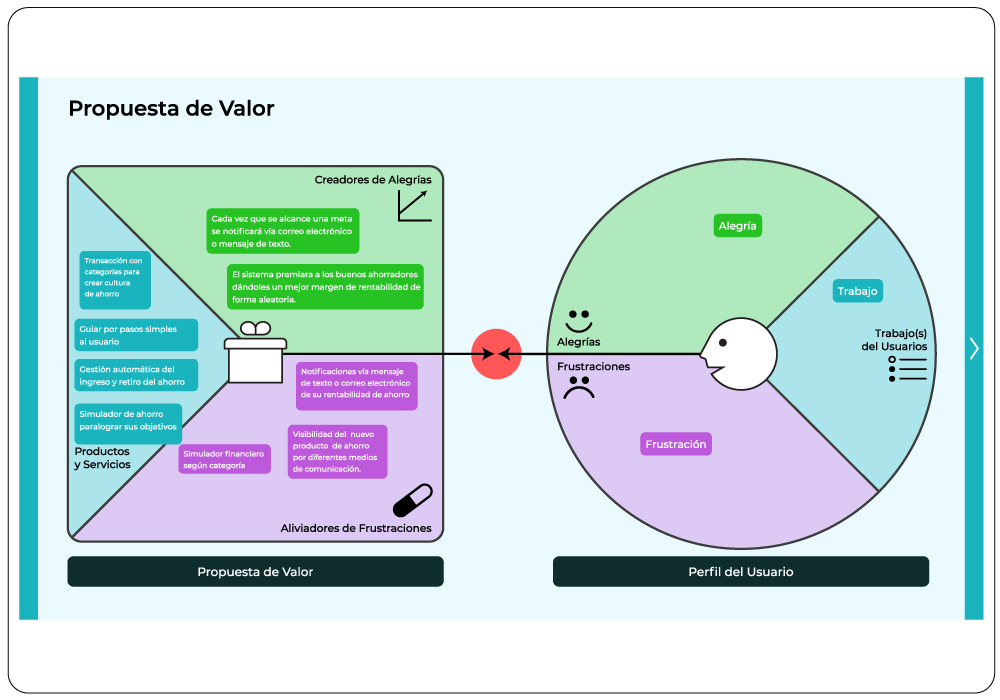 Propuesta de Valor
Creadores de Alegrías
Cada vez que se alcance una meta
se notificará vía correo electrónico
o mensaje de texto.
El sistema premiara a los buenos ahorradores
dándoles un mejor margen de rentabilidad de
forma aleatoria.
Transacción con
categorías para
crear cultura
de ahorro
Guiar por pasos simples
al usuario
Gestión automática del
ingreso y retiro del ahorro
Simulador de ahorro
paralograr sus objetivos
Productos
y Servicios
Notificaciones vía mensaje
de texto o correo electrónico
de su rentabilidad de ahorro
Visibilidad del nuevo
producto de ahorro
por diferentes medios
de comunicación.
Simulador financiero
según categoría
Aliviadores de Frustraciones
Propuesta de Valor
Alegría
Trabajo
Trabajo(s)
del Usuarios
Alegrías
Frustraciones
Frustración
Perfil del Usuario